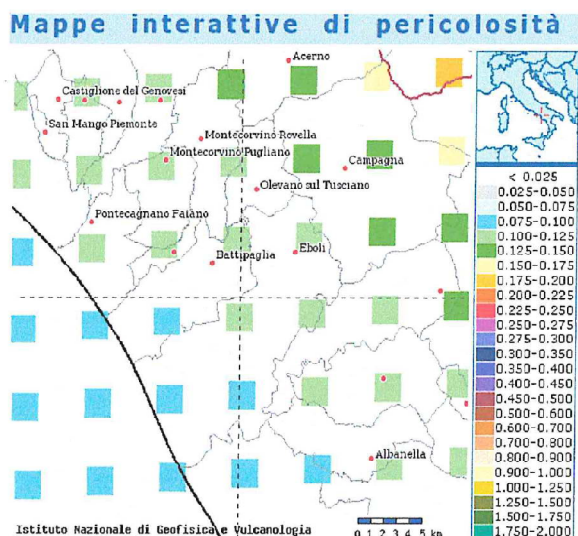 Mappe interattive di pericolosità
Acerno
Castiglione del Genovesi
San Mango Piemonte
Montecorvino Rovella
Montecorvino Pugliano
Campagna
Olevano sul Tusciano
Pontecagnano Faiano
Battipaglia
Eboli
Albanella
Istituto Nazionale di Geofisica e Vulcanologia
0 1 2 3 4 5 km
< 0.025
0.025-0.050
0.050-0.075
0.075-0.100
0.100-0.125
0.125-0.150
0.150-0.175
0.175-0.200
0.200-0.225
0.225-0.250
0.250-0.275
0.275-0.300
0.300-0.350
0.350-0.400
0.400-0.450
0.450-0.500
0.500-0.600
0.600-0.700
0.700-0.800
0.800-0.900
0.900-1.000
1.000-1.250
1.250-1.500
1.500-1.750
1.750-2.000